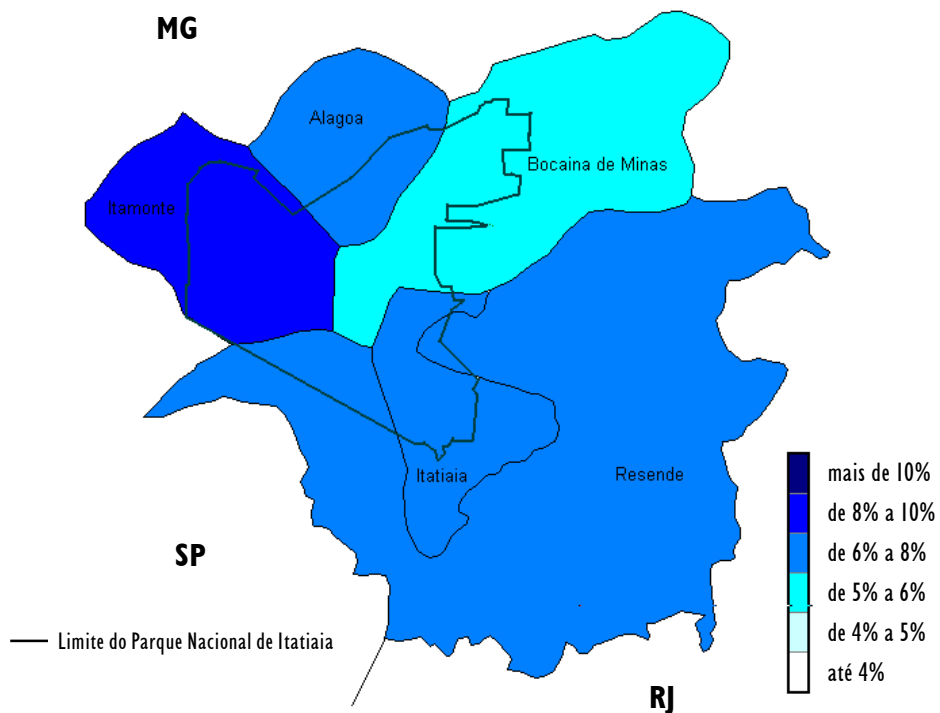 MG
Alagoa
Bocaina de Minas
Itamonte
Itatiaia
Resende
SP
RJ
mais de 10%
de 8% a 10%
de 6% a 8%
de 5% a 6%
de 4% a 5%
até 4%
Limite do Parque Nacional de Itatiaia